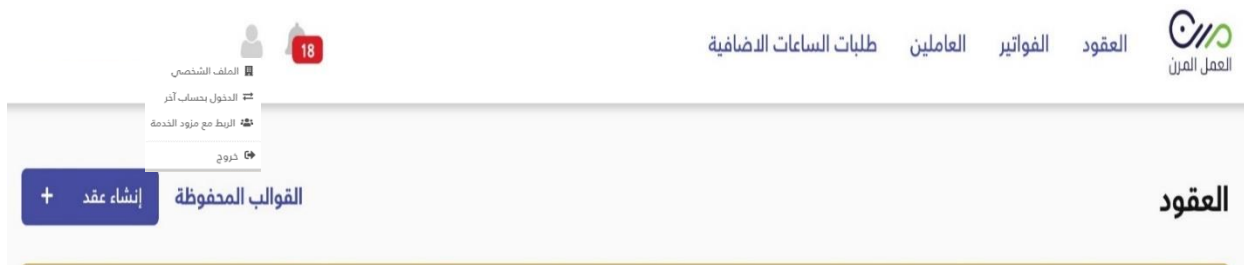 مرن
العمل المرن
العقود
الفواتير
العاملين
طلبات الساعات الاضافية
18
الملف الشخصي
الدخول بحساب آخر
الربط مع مزود الخدمة
خروج
العقود
القوالب المحفوظة
إنشاء عقد +